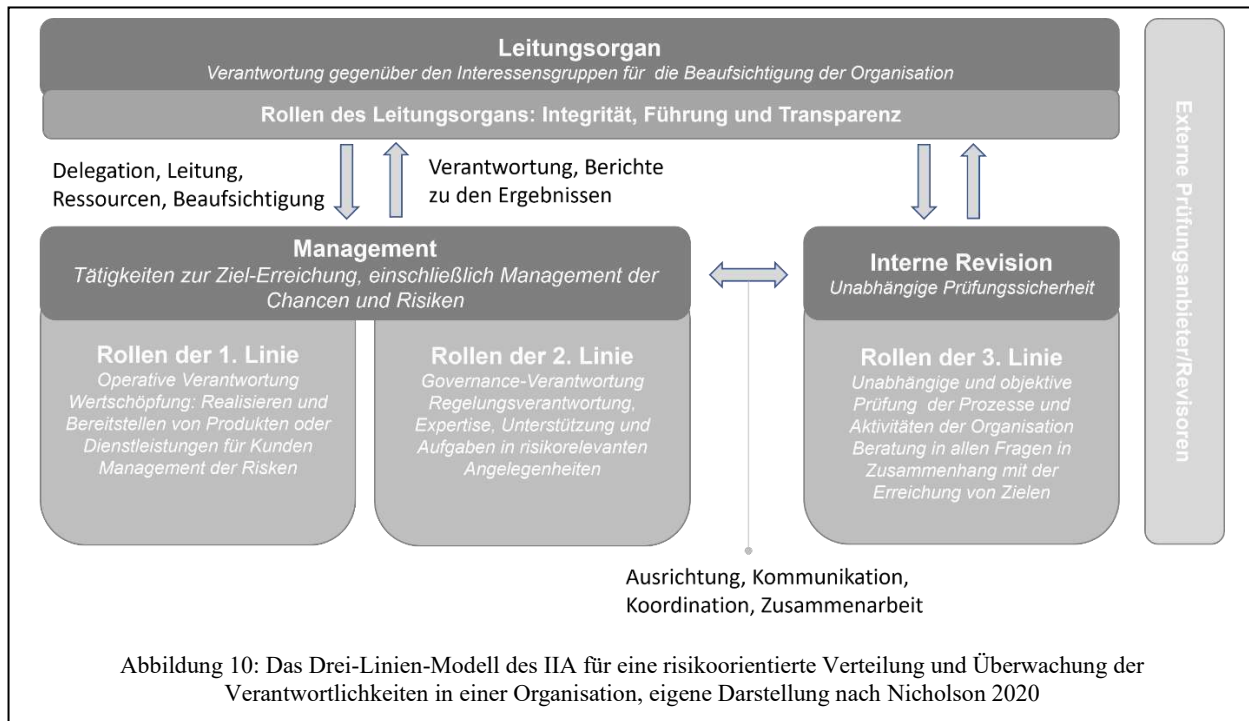 Leitungsorgan
Verantwortung gegenüber den Interessensgruppen für die Beaufsichtigung der Organisation
Rollen des Leitungsorgans: Integrität, Führung und Transparenz
Delegation, Leitung,
Ressourcen, Beaufsichtigung
Verantwortung, Berichte
zu den Ergebnissen
Management
Tätigkeiten zur Ziel-Erreichung, einschließlich Management der
Chancen und Risiken
Interne Revision
Unabhängige Prüfungssicherheit
Rollen der 1. Linie
Operative Verantwortung
Wertschöpfung: Realisieren und
Bereitstellen von Produkten oder
Dienstleistungen für Kunden
Management der Risken
Rollen der 2. Linie
Governance-Verantwortung
Regelungsverantwortung,
Expertise, Unterstützung und
Aufgaben in risikorelevanten
Angelegenheiten
Rollen der 3. Linie
Unabhängige und objektive
Prüfung der Prozesse und
Aktivitäten der Organisation
Beratung in allen Fragen in
Zusammenhang mit der
Erreichung von Zielen
Externe Prüfungsanbieter/Revisoren
Ausrichtung, Kommunikation,
Koordination, Zusammenarbeit
Abbildung 10: Das Drei-Linien-Modell des IIA für eine risikoorientierte Verteilung und Überwachung der
Verantwortlichkeiten in einer Organisation, eigene Darstellung nach Nicholson 2020